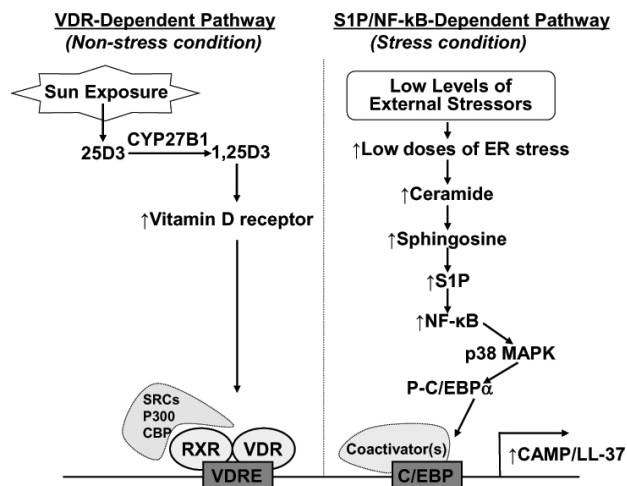 VDR-Dependent Pathway
(Non-stress condition)
Sun Exposure
CYP27B1
25D3
1,25D3
↑Vitamin D receptor
SRCs
P300
CBP
RXR
VDR
VDRE
S1P/NF-kB-Dependent Pathway
(Stress condition)
Low Levels of
External Stressors
↑Low doses of ER stress
↑Ceramide
↑Sphingosine
↑S1P
↑NF-κB
p38 MAPK
P-C/EBPα
Coactivator(s)
C/EBP
↑CAMP/LL-37